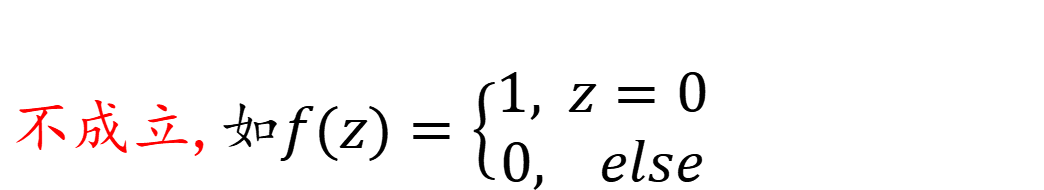 不成立, 如f(z) = {1, z = 0
0, else